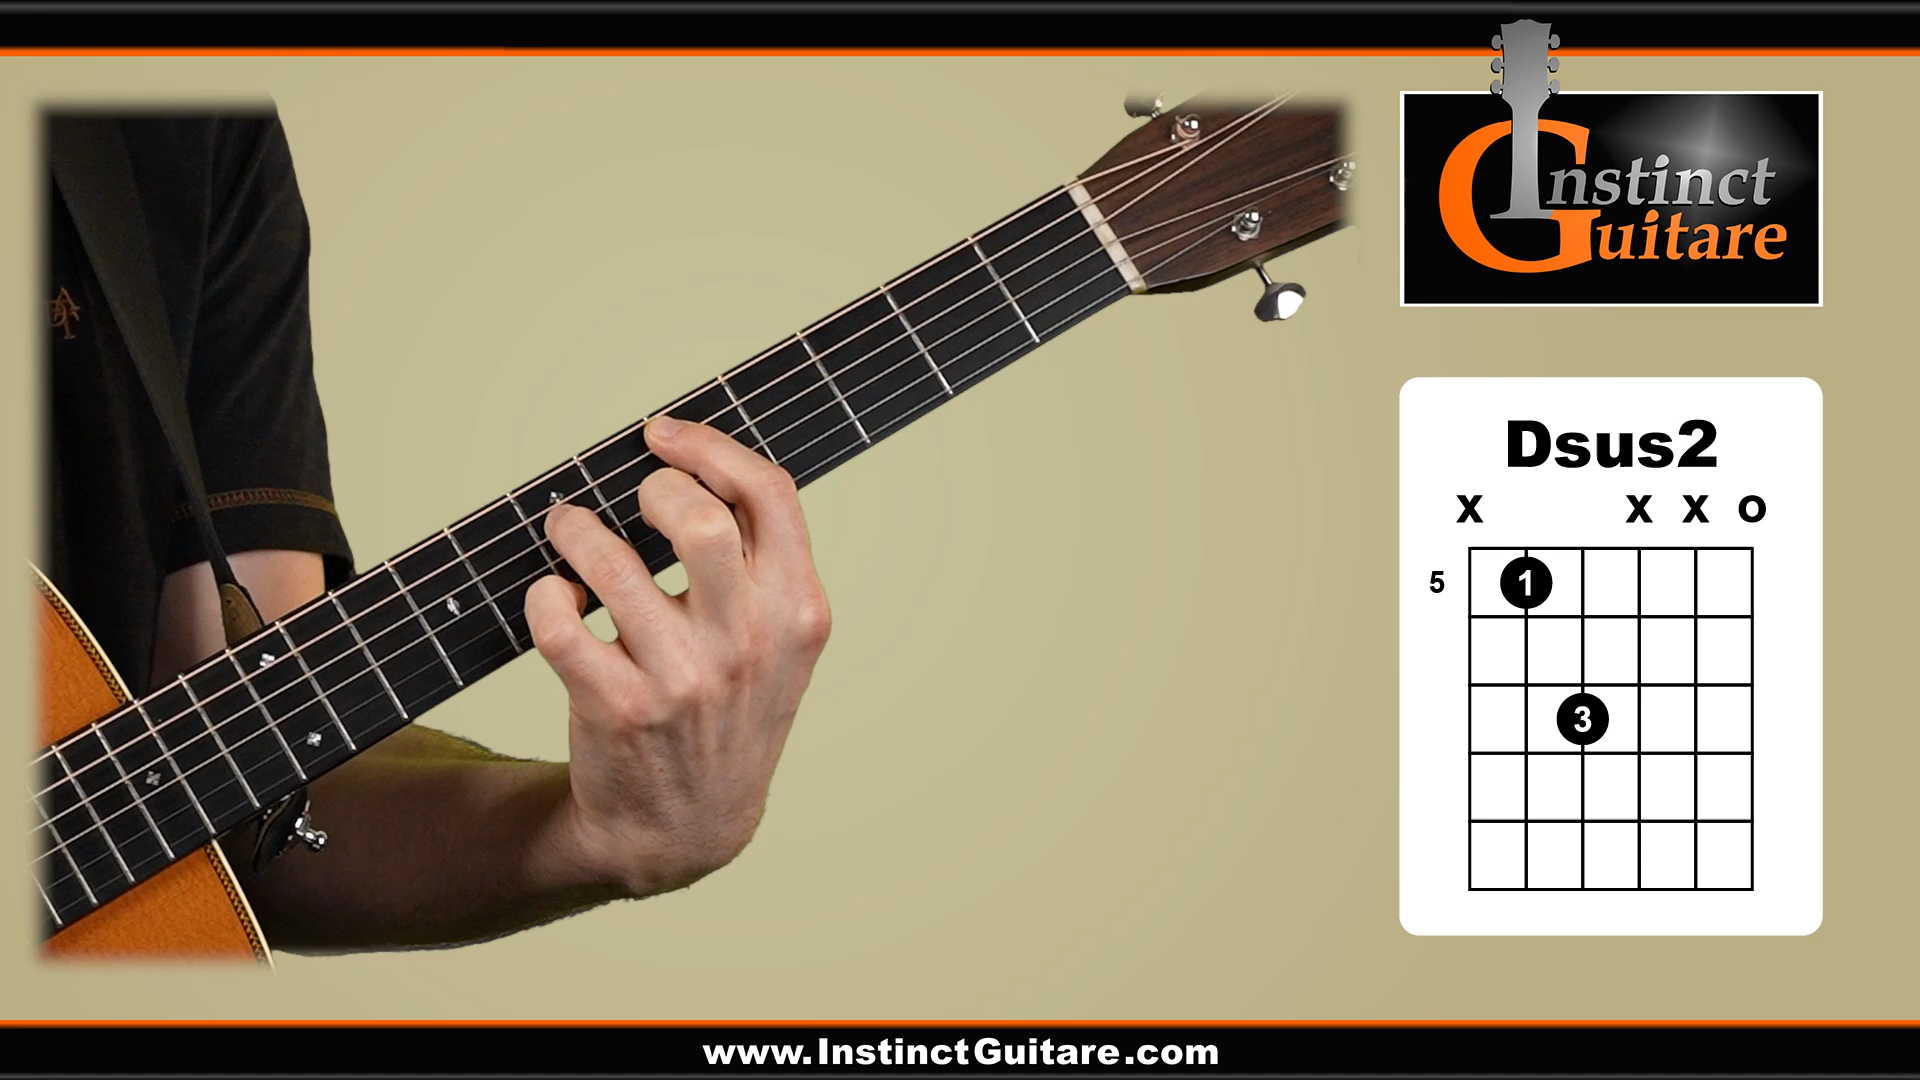 Instinct
Guitare
Dsus2
X X X O
5
1
3
www.InstinctGuitare.com